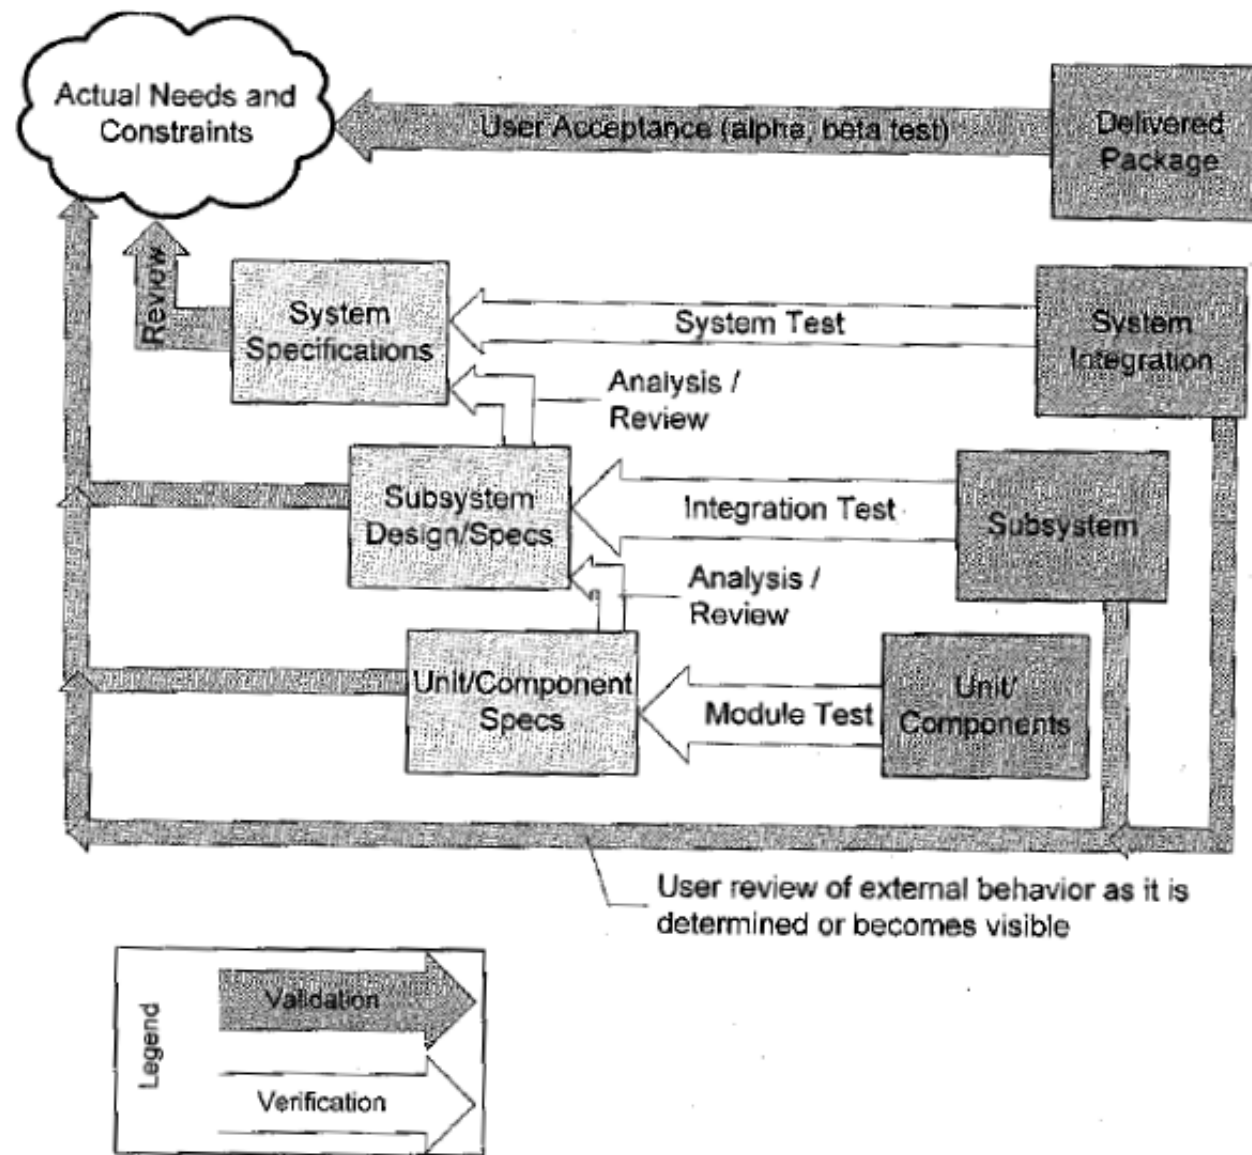 Actual Needs and
Constraints
User Acceptance (alpha, beta test)
Delivered
Package
Review
System
Specifications
System Test
System
Integration
Analysis /
Review
Subsystem
Design/Specs
Integration Test
Subsystem
Analysis /
Review
Unit/Component
Specs
Module Test
Unit/
Components
User review of external behavior as it is
determined or becomes visible
Legend
Validation
Verification